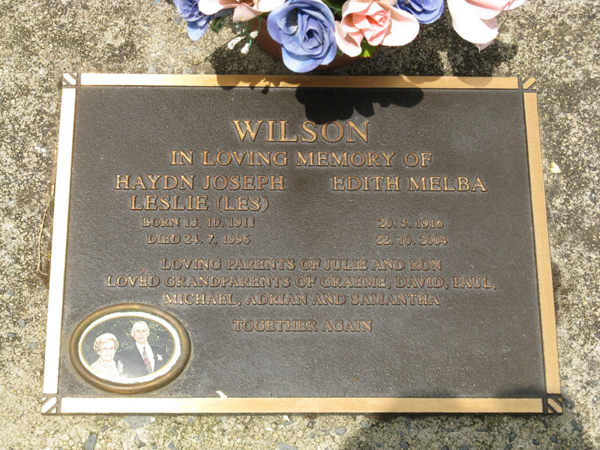 WILSON
IN LOVING MEMORY OF
HAYDN JOSEPH EDITH MELBA
LESLIE (LES)
BORN 13. 10. 1911 20. 5. 1916
DIED 24. 7. 1996 22. 10. 2004
LOVING PARENTS OF JULIE AND RON
LOVED GRANDPARENTS OF GRAEME, DAVID, PAUL,
MICHAEL, ADRIAN AND SAMANTHA
TOGETHER AGAIN